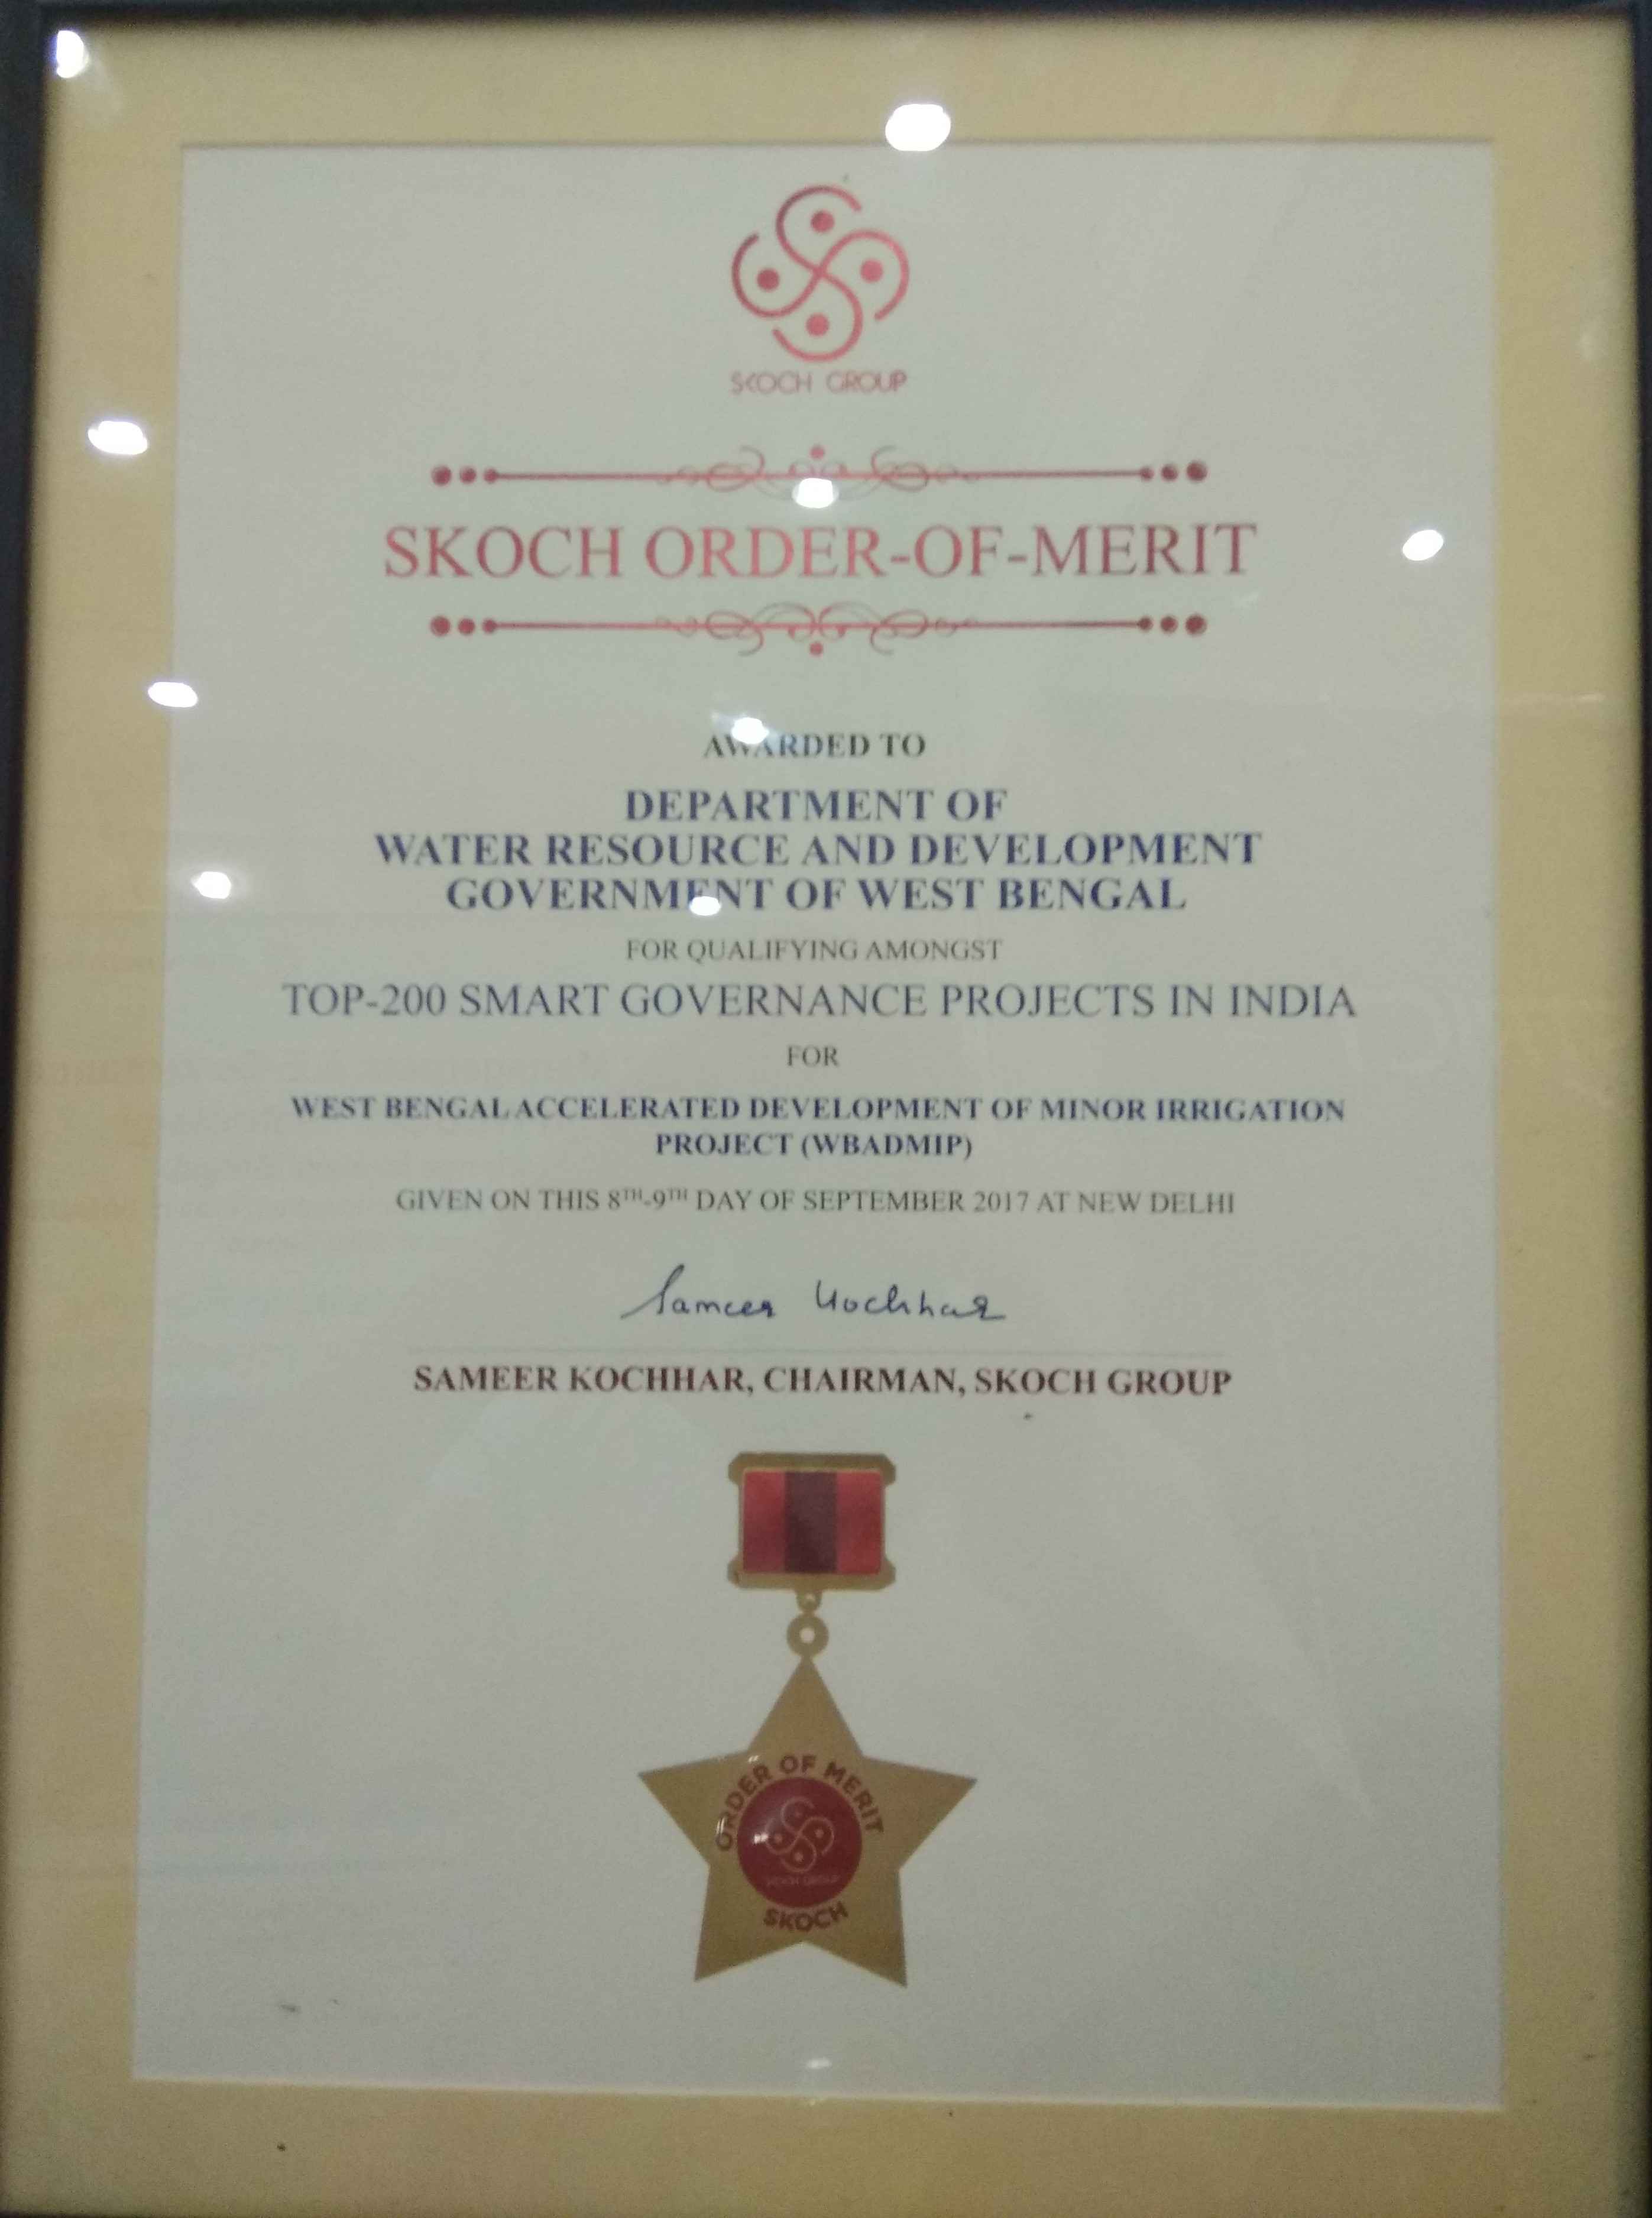 SKOCH GROUP
SKOCH ORDER-OF-MERIT
AWARDED TO
DEPARTMENT OF
WATER RESOURCE AND DEVELOPMENT
GOVERNMENT OF WEST BENGAL
FOR QUALIFYING AMONGST
TOP-200 SMART GOVERNANCE PROJECTS IN INDIA
FOR
WEST BENGAL ACCELERATED DEVELOPMENT OF MINOR IRRIGATION
PROJECT (WBADMIP)
GIVEN ON THIS 8TH-9TH DAY OF SEPTEMBER 2017 AT NEW DELHI
Sameer Kochhar
SAMEER KOCHHAR, CHAIRMAN, SKOCH GROUP
ORDER OF MERIT
SKOCH GROUP
SKOCH